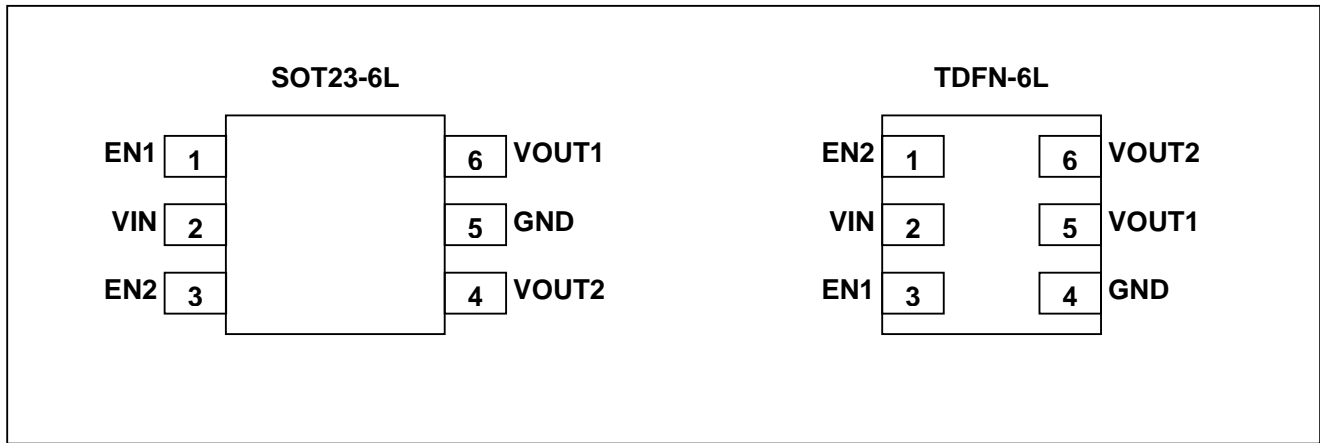 SOT23-6L
EN1 1 6 VOUT1
VIN 2 5 GND
EN2 3 4 VOUT2
TDFN-6L
EN2 1 6 VOUT2
VIN 2 5 VOUT1
EN1 3 4 GND